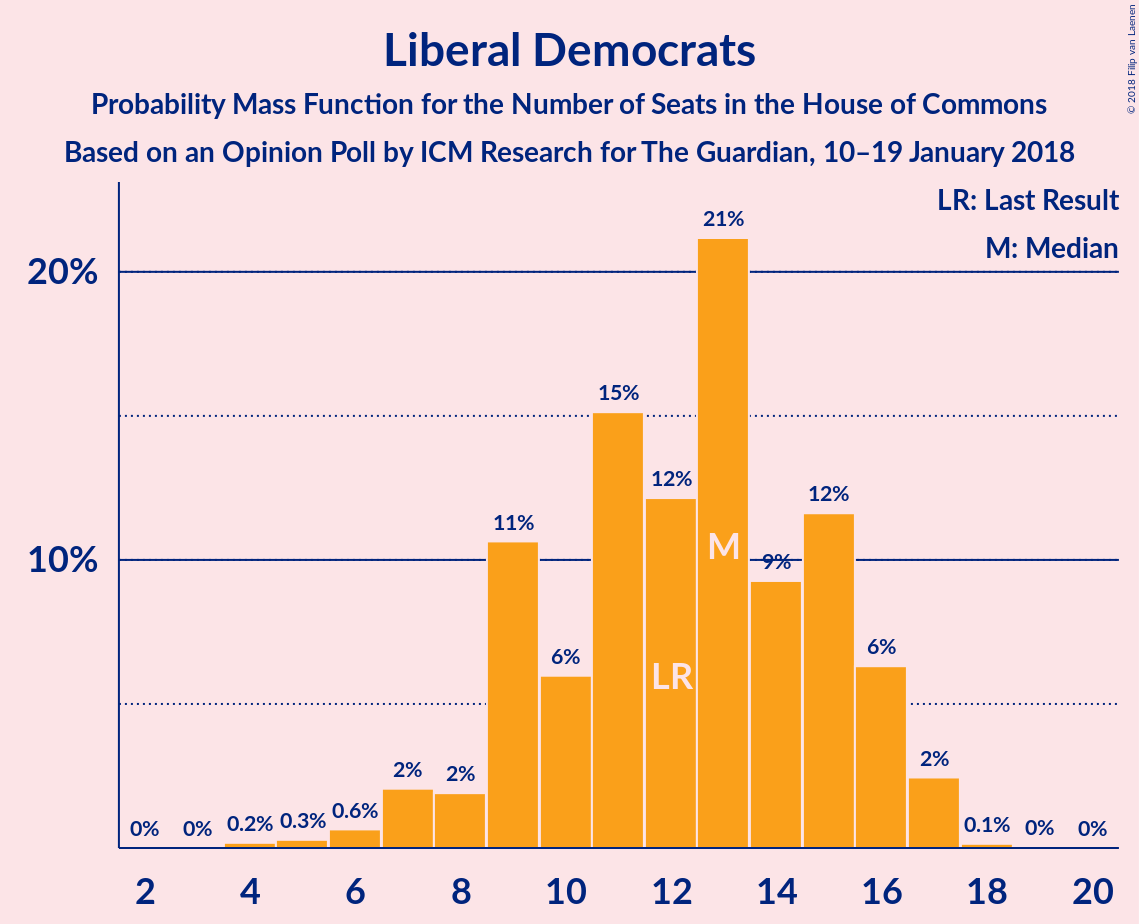 Liberal Democrats
Probability Mass Function for the Number of Seats in the House of Commons
Based on an Opinion Poll by ICM Research for The Guardian, 10–19 January 2018
© 2018 Filip van Laenen
LR: Last Result
M: Median
20%
10%
0%
0%
0.2%
0.3%
0.6%
2%
2%
11%
6%
15%
12%
21%
9%
12%
6%
2%
0.1%
0%
0%
M
LR
2 4 6 8 10 12 14 16 18 20